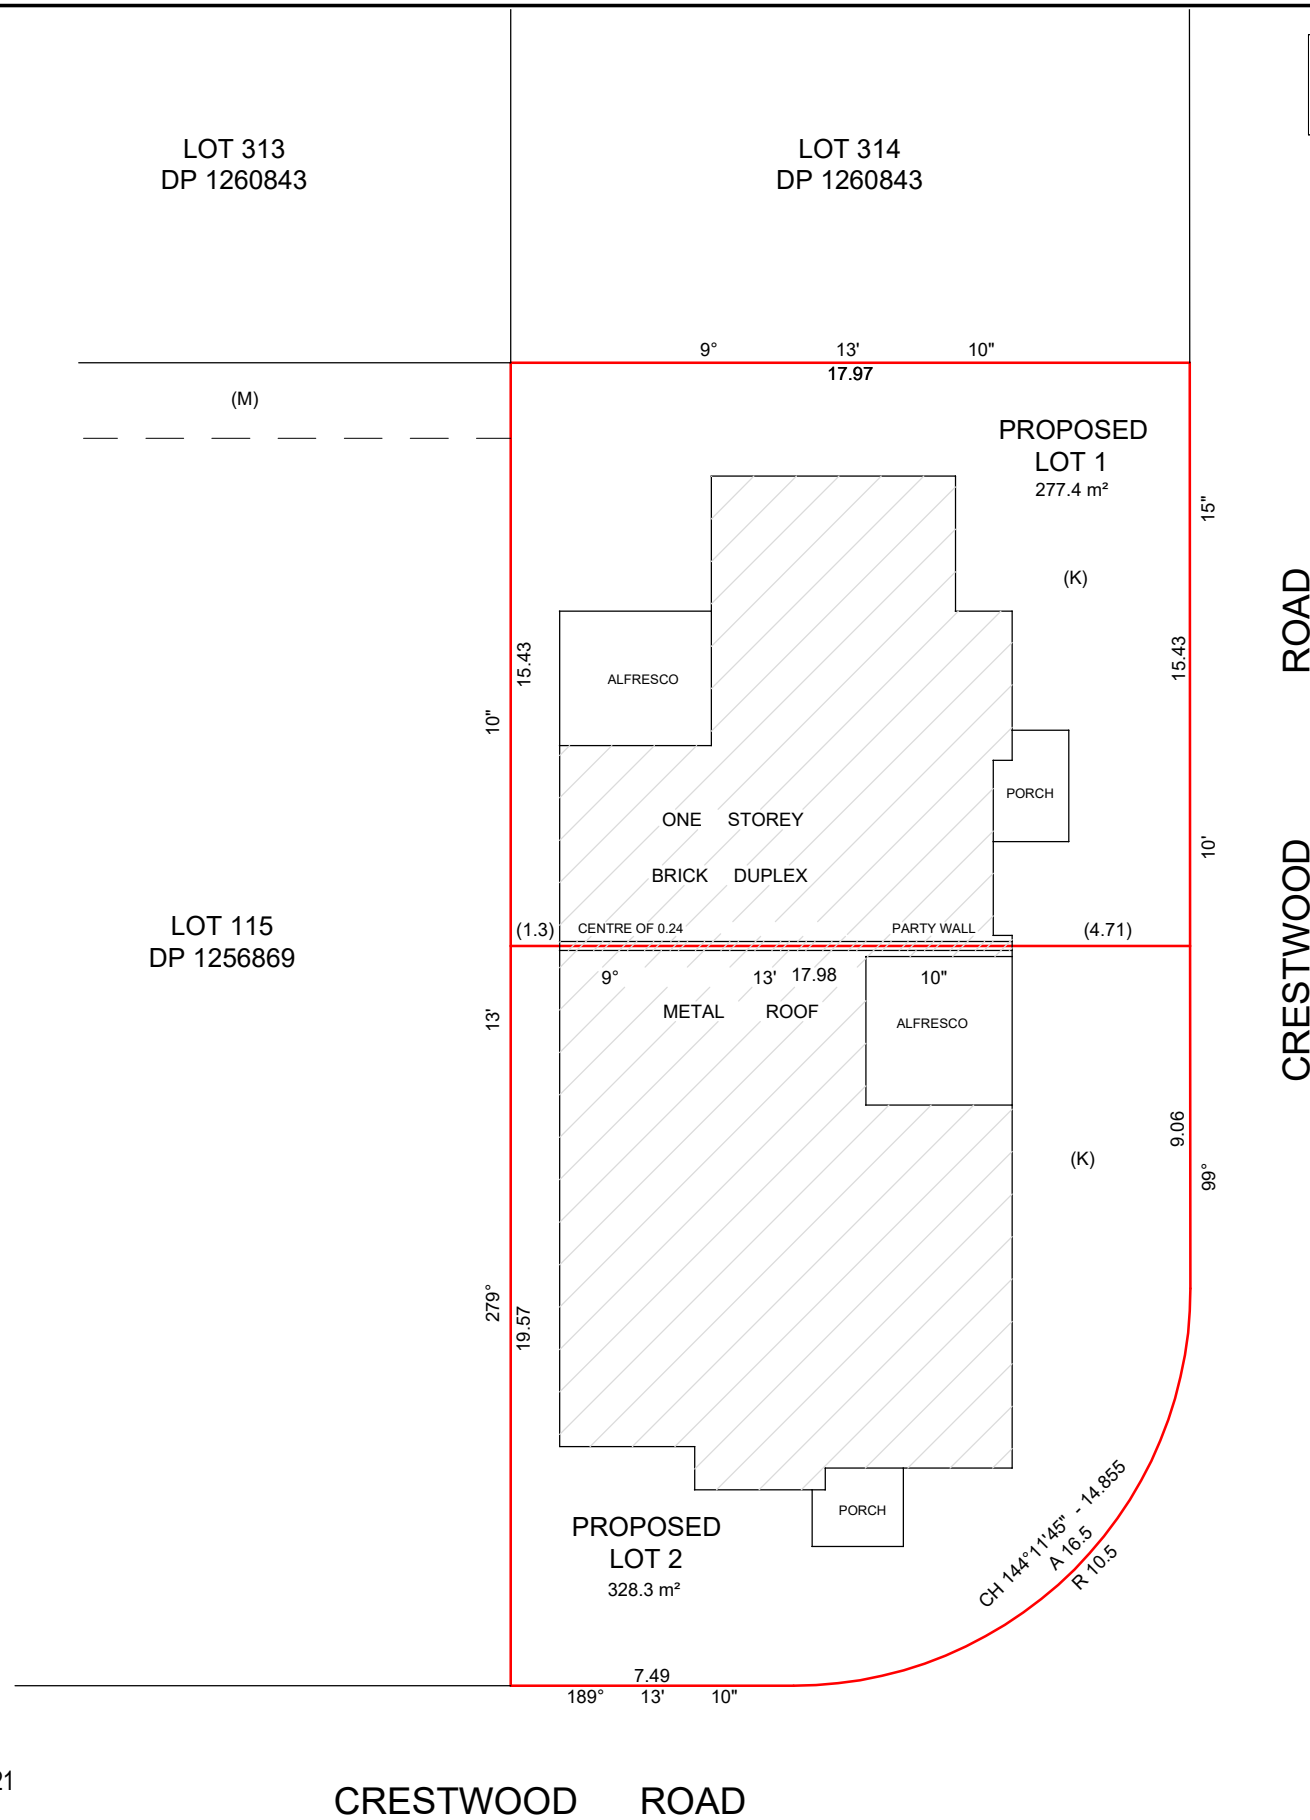 LOT 313
DP 1260843
LOT 314
DP 1260843
9° 13' 10"
17.97
(M)
PROPOSED
LOT 1
277.4 m²
(K)
15"
ROAD
15.43
15.43
ALFRESCO
10"
PORCH
ONE STOREY
BRICK DUPLEX
10'
CRESTWOOD
LOT 115
DP 1256869
(1.3) CENTRE OF 0.24 PARTY WALL (4.71)
9° 13' 17.98 10"
METAL ROOF
ALFRESCO
13'
9.06
(K)
99°
279°
19.57
PORCH
PROPOSED
LOT 2
328.3 m²
CH 144°11'45" - 14.855
A 16.5
R 10.5
7.49
189° 13' 10"
21
CRESTWOOD ROAD